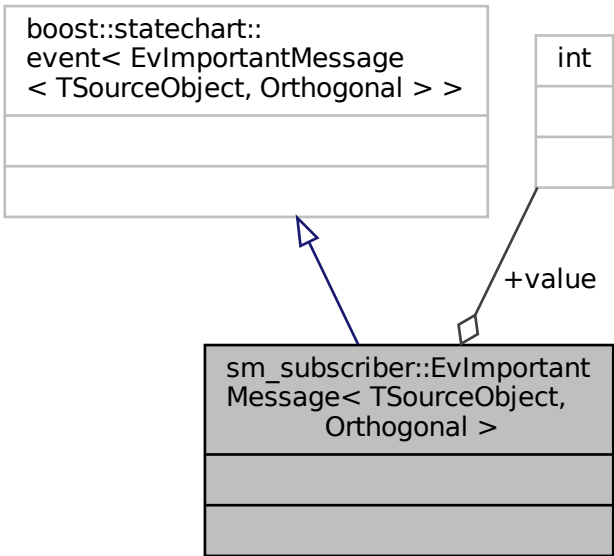 boost::statechart::
event< EvImportantMessage
< TSourceObject, Orthogonal > >
int
+value
sm_subscriber::EvImportant
Message< TSourceObject,
Orthogonal >